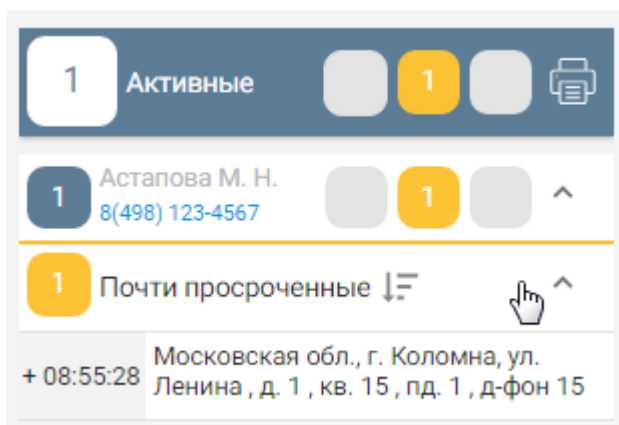 1 Активные 1
1 Астапова М. Н. 1
8(498) 123-4567
1 Почти просроченные
+ 08:55:28 Московская обл., г. Коломна, ул.
Ленина , д. 1 , кв. 15 , пд. 1 , д-фон 15